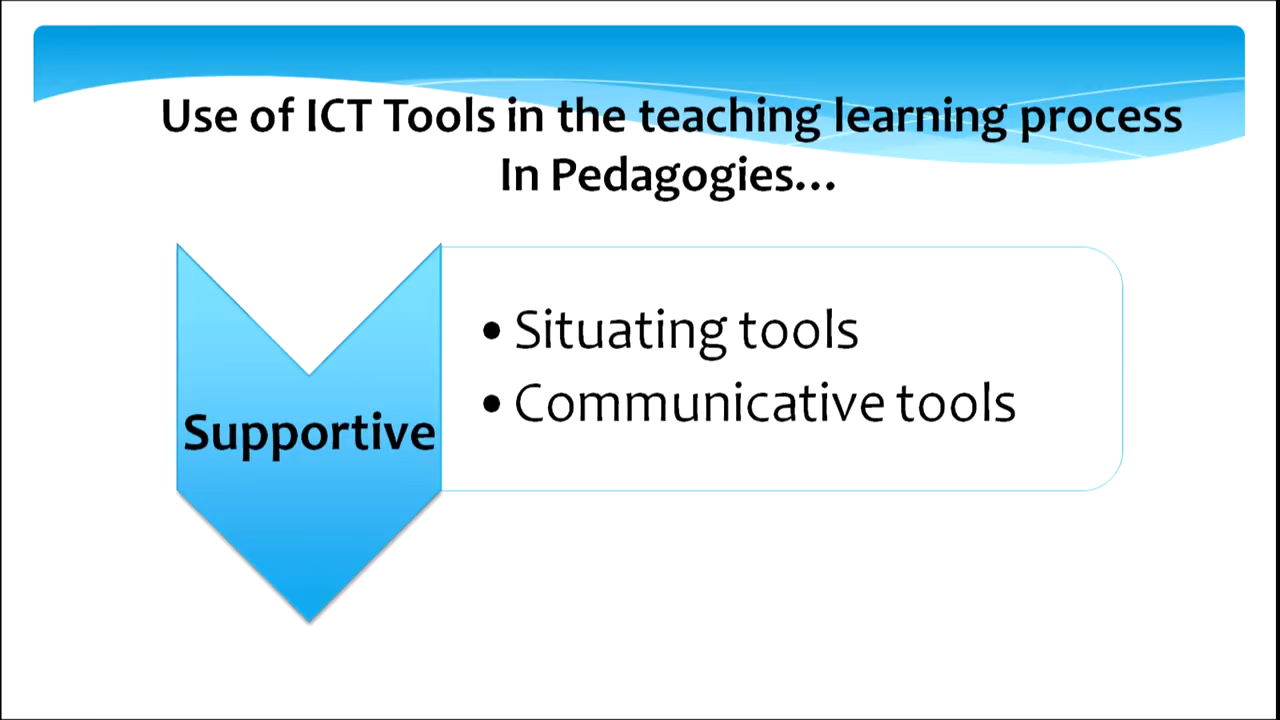 Use of ICT Tools in the teaching learning process
In Pedagogies...
Supportive
• Situating tools
• Communicative tools